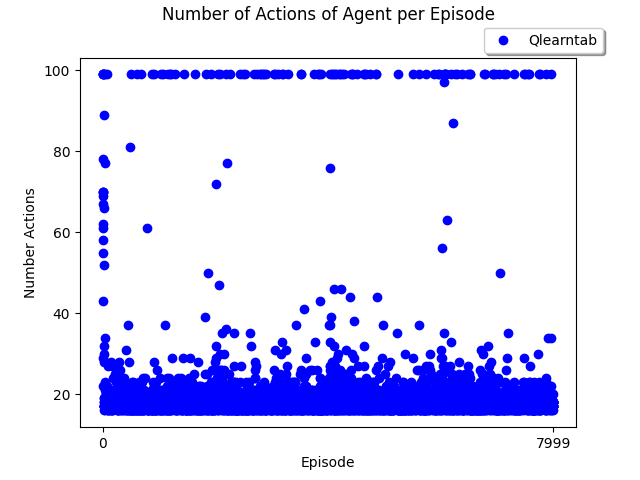 Number of Actions of Agent per Episode
Qlearntab
100
80
60
40
20
Number Actions
0 7999
Episode